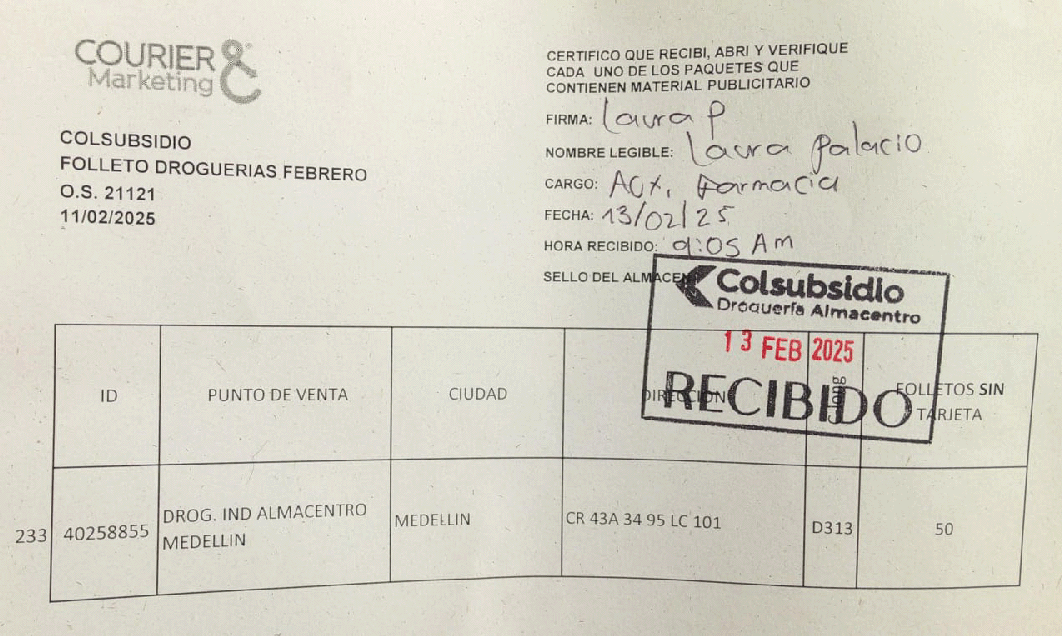 COURIER &
Marketing
COLSUBSIDIO
FOLLETO DROGUERIAS FEBRERO
O.S. 21121
11/02/2025
CERTIFICO QUE RECIBI, ABRI Y VERIFIQUE
CADA UNO DE LOS PAQUETES QUE
CONTIENEN MATERIAL PUBLICITARIO
FIRMA: Laura P
NOMBRE LEGIBLE: Laura Palacio
CARGO: Aux. Farmacia
FECHA: 13/02/25
HORA RECIBIDO: 9:05 Am
SELLO DEL ALMACEN
Colsubsidio
Droguería Almacentro
13 FEB 2025
RECIBIDO
ID PUNTO DE VENTA CIUDAD DIRECCION FOLLETOS SIN
TARJETA
233 40258855 DROG. IND ALMACENTRO
MEDELLIN MEDELLIN CR 43A 34 95 LC 101 D313 50